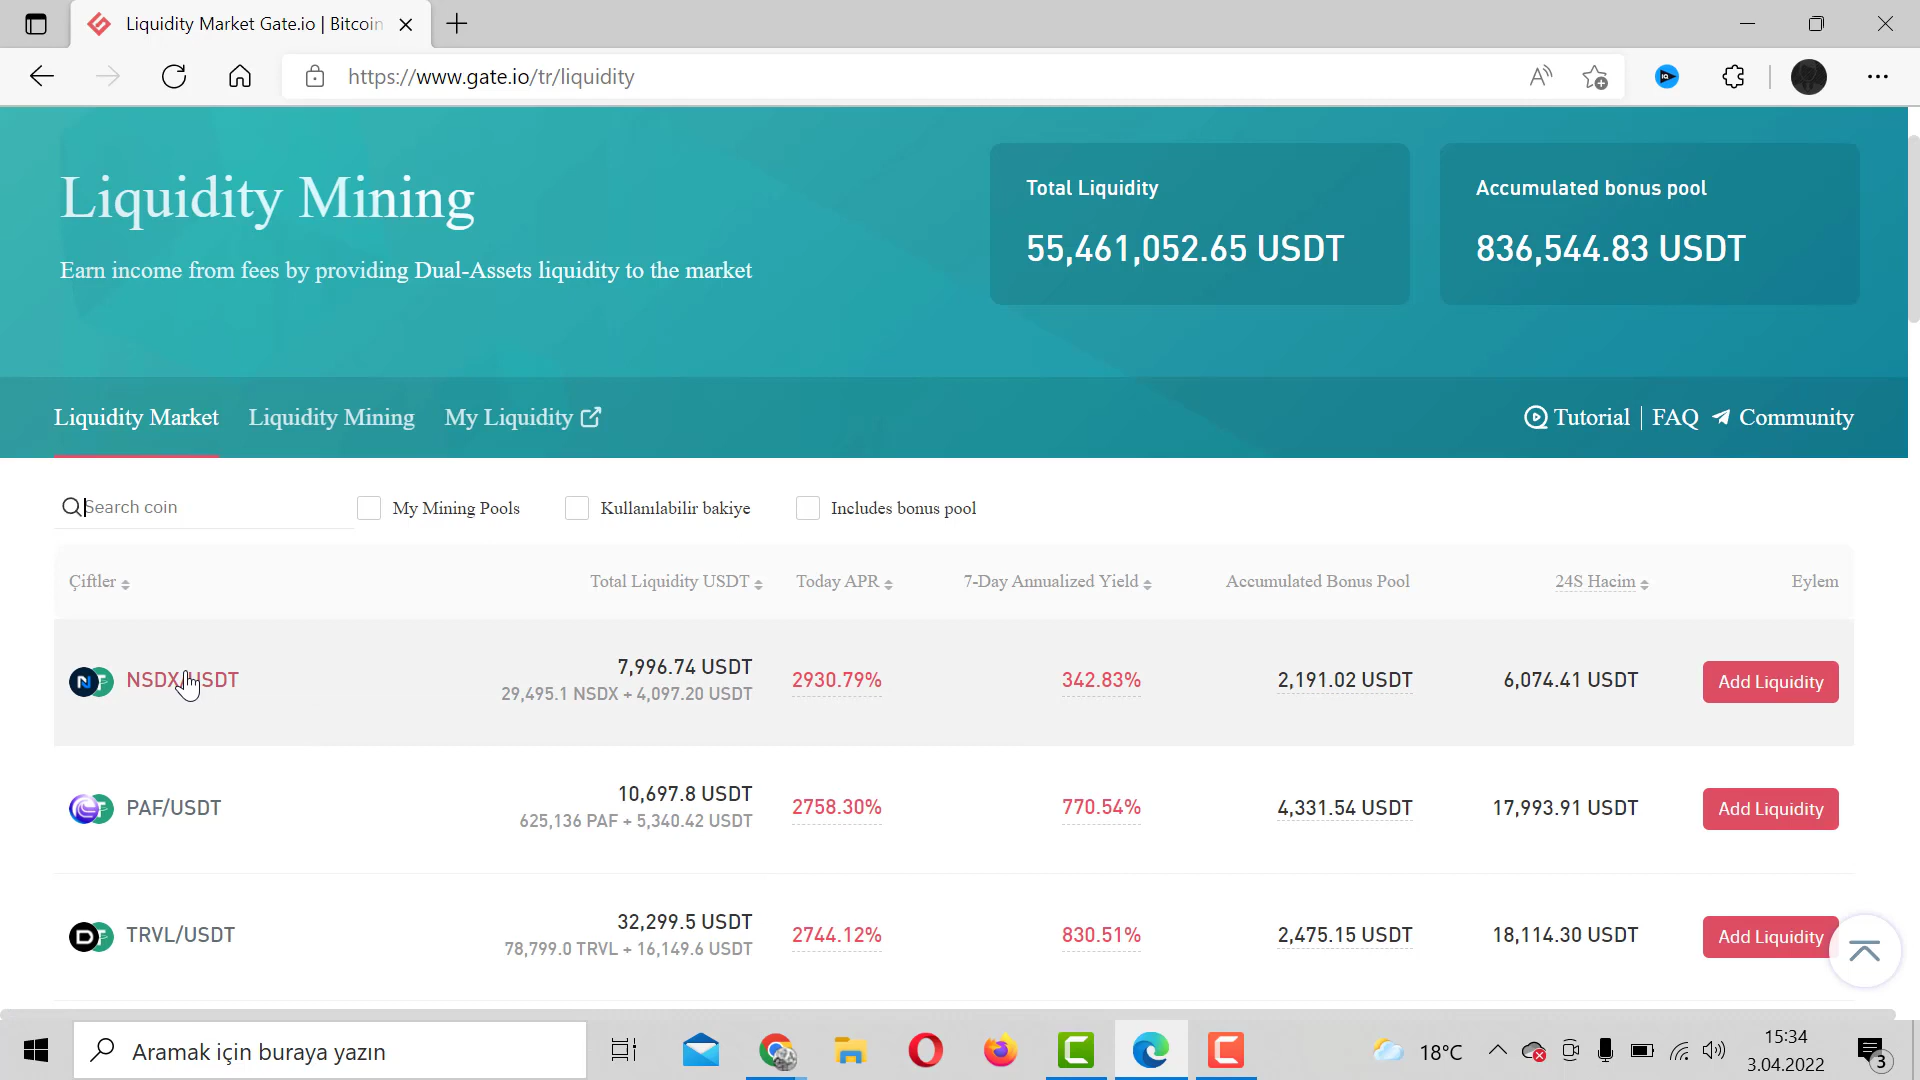 Liquidity Market Gate.io | Bitcoin
https://www.gate.io/tr/liquidity
Liquidity Mining
Earn income from fees by providing Dual-Assets liquidity to the market
Total Liquidity
55,461,052.65 USDT
Accumulated bonus pool
836,544.83 USDT
Liquidity Market Liquidity Mining My Liquidity Tutorial | FAQ Community
Search coin My Mining Pools Kullanılabilir bakiye Includes bonus pool
Çiftler Total Liquidity USDT Today APR 7-Day Annualized Yield Accumulated Bonus Pool 24S Hacim Eylem
NSDX/USDT 7,996.74 USDT 2930.79% 342.83% 2,191.02 USDT 6,074.41 USDT Add Liquidity
29,495.1 NSDX + 4,097.20 USDT
PAF/USDT 10,697.8 USDT 2758.30% 770.54% 4,331.54 USDT 17,993.91 USDT Add Liquidity
625,136 PAF + 5,340.42 USDT
TRVL/USDT 32,299.5 USDT 2744.12% 830.51% 2,475.15 USDT 18,114.30 USDT Add Liquidity
78,799.0 TRVL + 16,149.6 USDT
Aramak için buraya yazın
18°C
15:34
3.04.2022
3